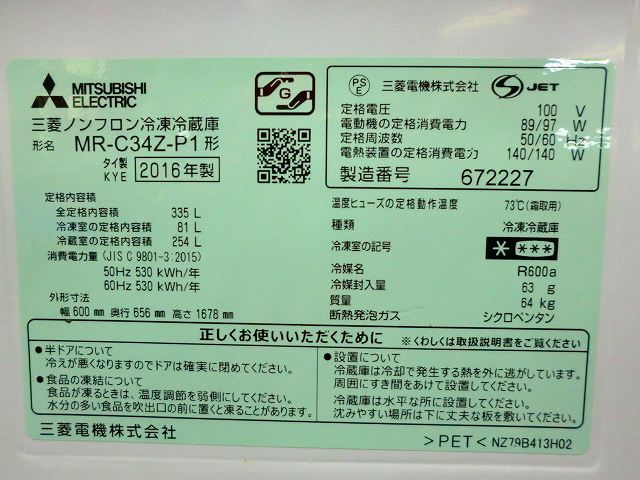 MITSUBISHI
ELECTRIC
三菱ノンフロン冷凍冷蔵庫
形名 MR-C34Z-P1形
タイ製
KYE
2016年製
G
定格内容積
全定格内容積 335 L
冷凍室の定格内容積 81 L
冷蔵室の定格内容積 254 L
消費電力量 (JIS C 9801-3:2015)
50Hz 530 kWh/年
60Hz 530 kWh/年
外形寸法
幅 600 mm 奥行 656 mm 高さ 1678 mm
PS
E
三菱電機株式会社
S JET
定格電圧 100 V
電動機の定格消費電力 89/97 W
定格周波数 50/60 Hz
電熱装置の定格消費電力 140/140 W
製造番号 672227
温度ヒューズの定格動作温度 73℃(霜取用)
種類 冷凍冷蔵庫
冷凍室の記号 * ***
冷媒名 R600a
冷媒封入量 63 g
質量 64 kg
断熱発泡ガス シクロペンタン
正しくお使いいただくために ※くわしくは取扱説明書をご覧ください
●半ドアについて
冷えが悪くなりますのでドアは確実に閉めてください。
●食品の凍結について
食品が凍るときは、温度調節を弱側にしてください。
水分の多い食品を吹出口の前に置くと凍ることがあります。
●設置について
冷蔵庫は冷却で発生する熱を外に逃がしています。
周囲にすき間をあけて設置してください。
冷蔵庫は水平な所に設置してください。
沈みやすい場所は下に丈夫な板を敷いてください。
三菱電機株式会社
>PET< NZ79B413H02